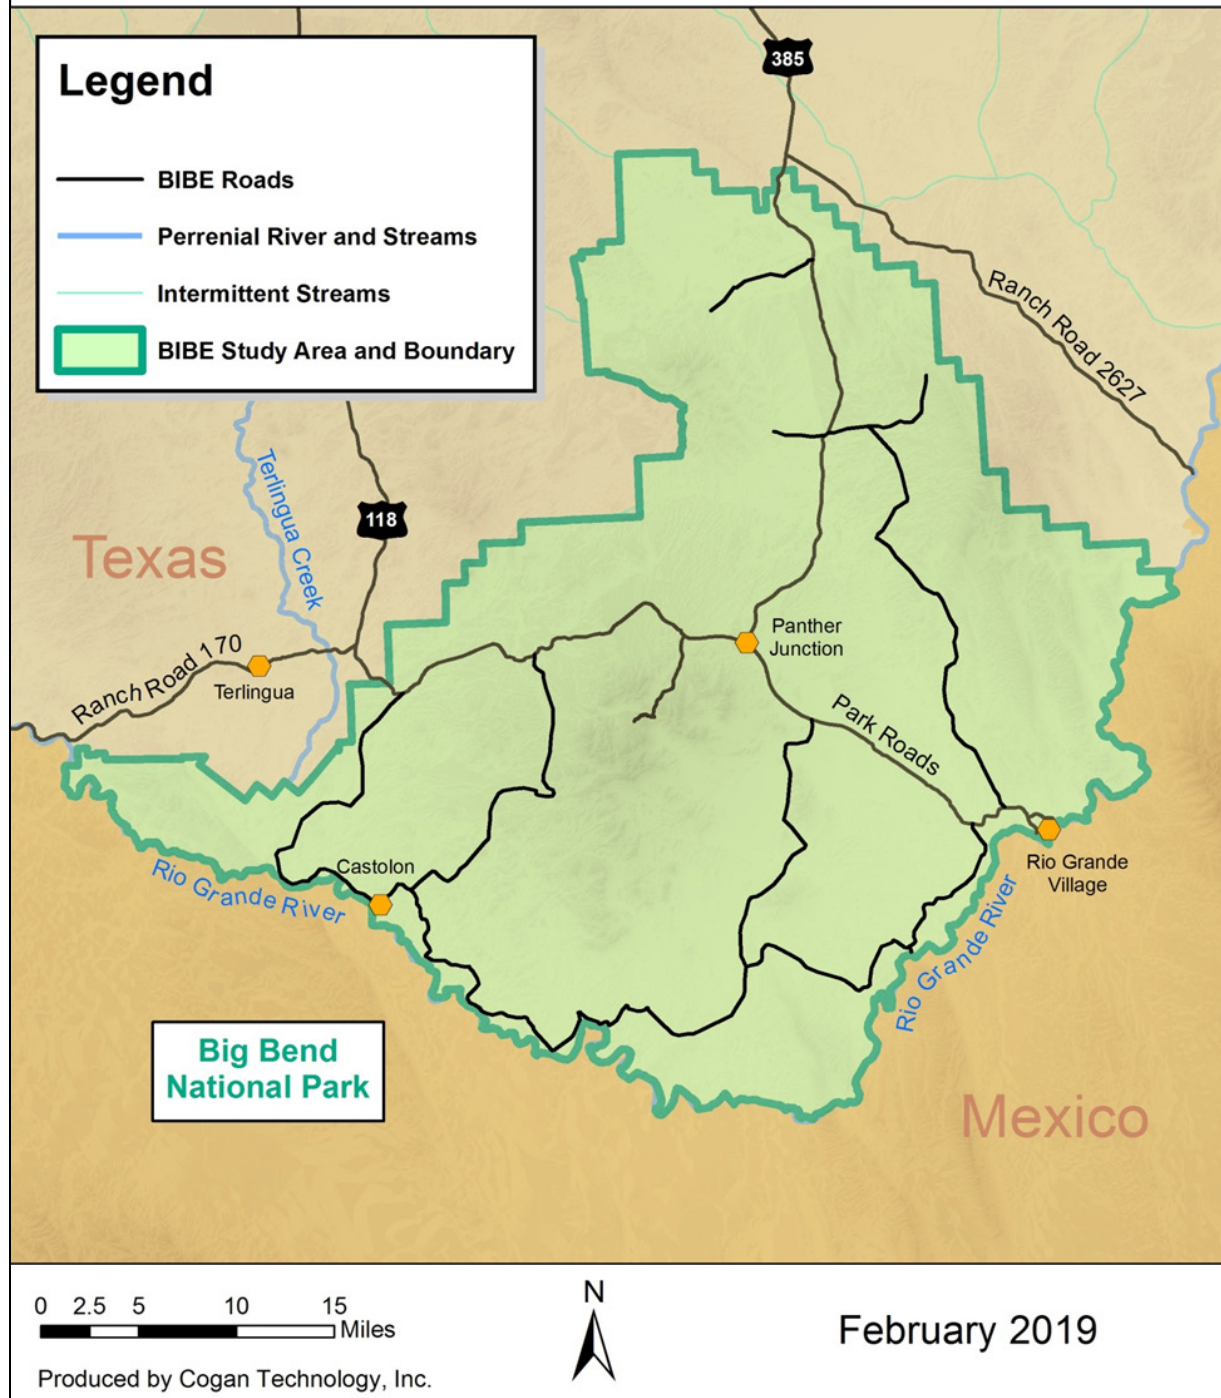 Legend
BIBE Roads
Perrenial River and Streams
Intermittent Streams
BIBE Study Area and Boundary
385
Ranch Road 2627
118
Terlingua Creek
Texas
Panther
Junction
Ranch Road 170
Terlingua
Park Roads
Castolon
Rio Grande
Village
Rio Grande River
Rio Grande River
Big Bend
National Park
Mexico
0 2.5 5 10 15
Miles
N
February 2019
Produced by Cogan Technology, Inc.